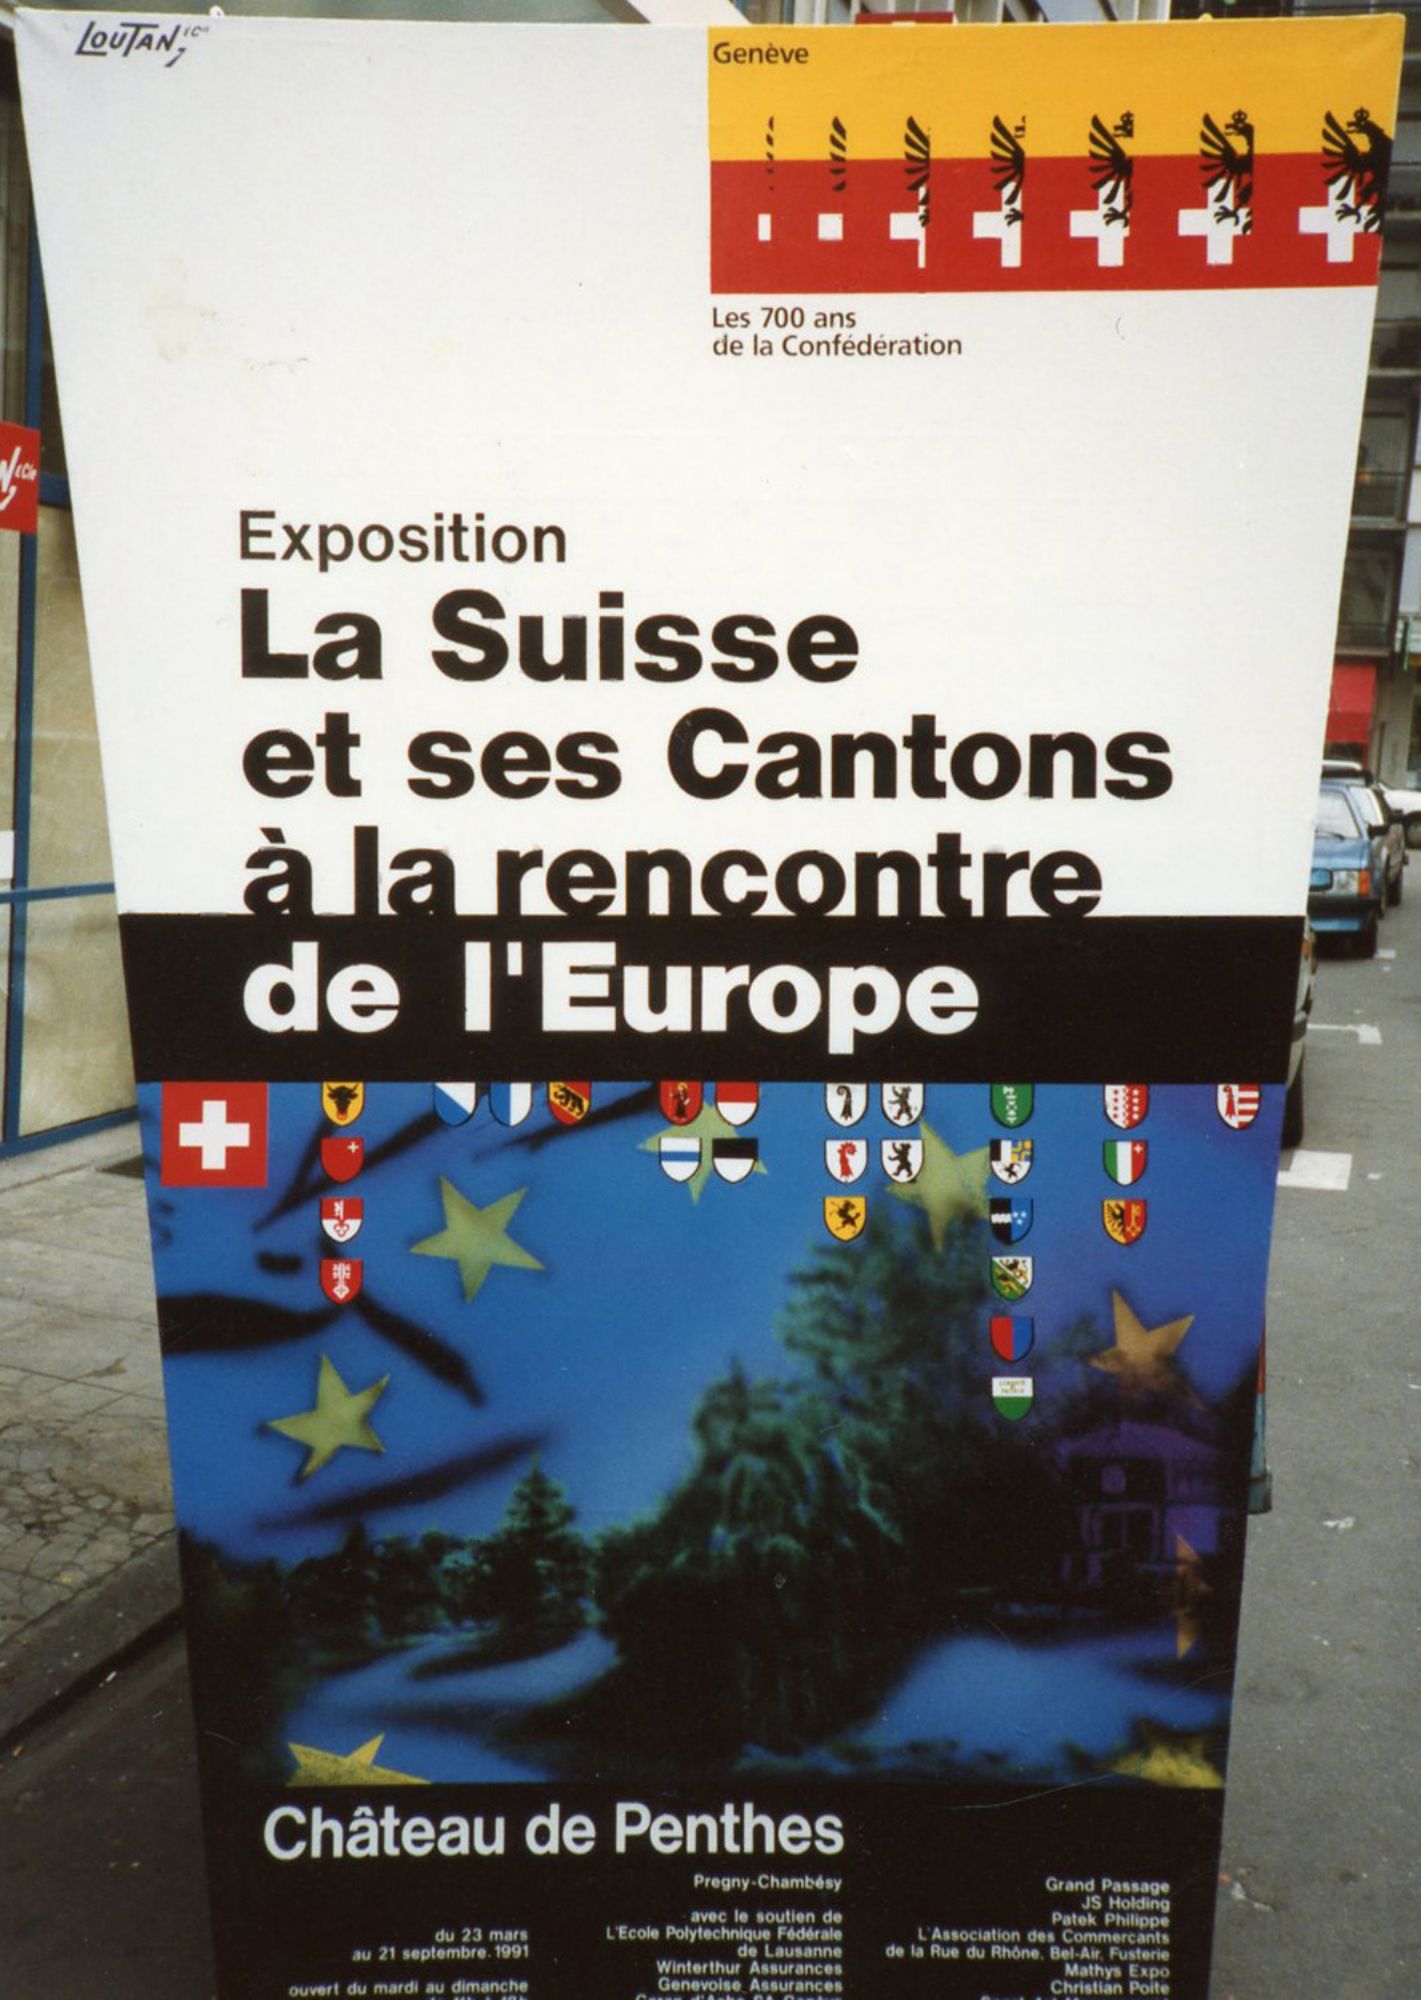 LOUTAN & Cie
Genève
Les 700 ans
de la Confédération
N & Cie
Exposition
La Suisse
et ses Cantons
à la rencontre
de l'Europe
Château de Penthes
Pregny-Chambésy
du 23 mars
au 21 septembre 1991
ouvert du mardi au dimanche
avec le soutien de
L'Ecole Polytechnique Fédérale
de Lausanne
Winterthur Assurances
Genevoise Assurances
Grand Passage
JS Holding
Patek Philippe
L'Association des Commerçants
de la Rue du Rhône, Bel-Air, Fusterie
Mathys Expo
Christian Poite